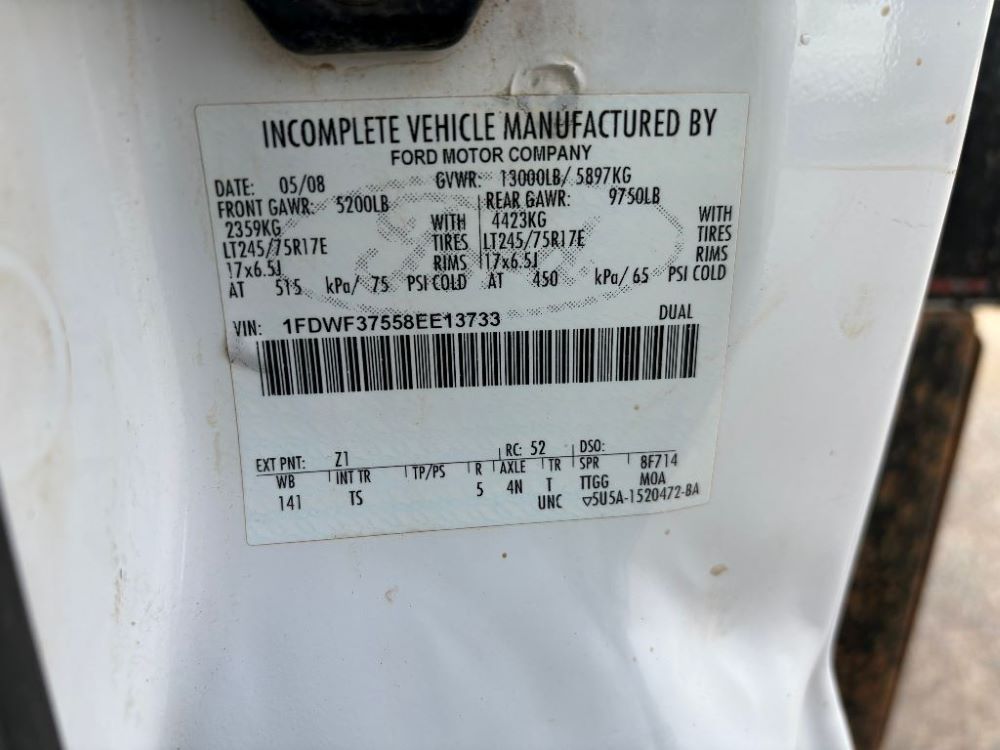 INCOMPLETE VEHICLE MANUFACTURED BY
FORD MOTOR COMPANY
DATE: 05/08 GVWR: 13000LB/ 5897KG
FRONT GAWR: 5200LB REAR GAWR: 9750LB
2359KG WITH 4423KG WITH
LT245/75R17E TIRES LT245/75R17E TIRES
17x6.5J RIMS 17x6.5J RIMS
AT 515 kPa/ 75 PSI COLD AT 450 kPa/ 65 PSI COLD
VIN: 1FDWF37558EE13733 DUAL
EXT PNT: Z1 RC: 52 DSO:
WB INT TR TP/PS R AXLE TR SPR 8F714
141 TS 5 4N T TTGG MOA
UNC ▽5U5A-1520472-BA